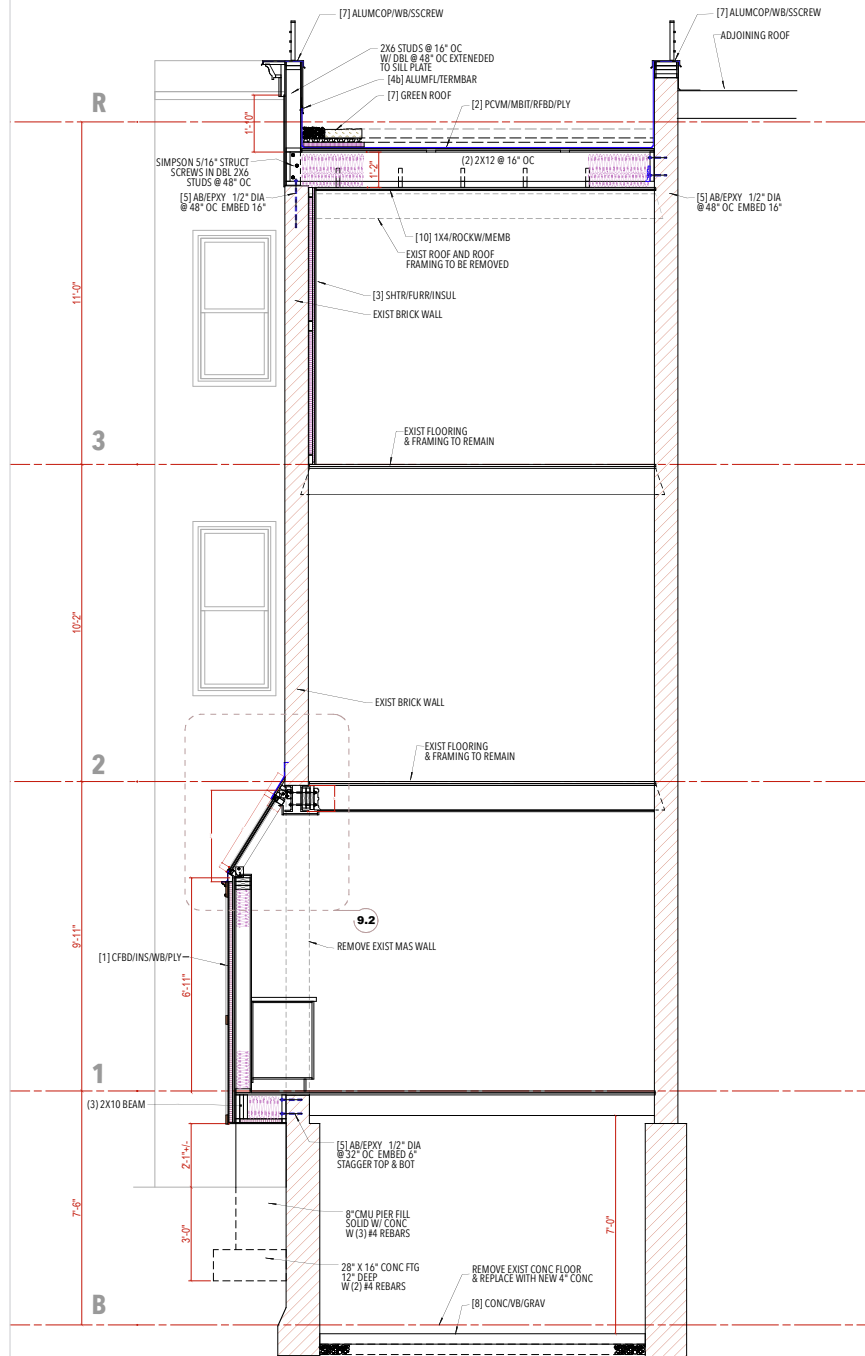 [7] ALUMCOP/WB/SSCREW
[7] ALUMCOP/WB/SSCREW
ADJOINING ROOF
2X6 STUDS @ 16" OC
W/ DBL @ 48" OC EXTENEDED
TO SILL PLATE
[4b] ALUMFL/TERMBAR
[7] GREEN ROOF
R
1'-10"
[2] PCVM/MBIT/RFBD/PLY
SIMPSON 5/16" STRUCT
SCREWS IN DBL 2X6
STUDS @ 48" OC
1'-2"
(2) 2X12 @ 16" OC
[5] AB/EPXY 1/2" DIA
@ 48" OC EMBED 16"
[5] AB/EPXY 1/2" DIA
@ 48" OC EMBED 16"
[10] 1X4/ROCKW/MEMB
EXIST ROOF AND ROOF
FRAMING TO BE REMOVED
11'-0"
[3] SHTR/FURR/INSUL
EXIST BRICK WALL
3
EXIST FLOORING
& FRAMING TO REMAIN
10'-2"
EXIST BRICK WALL
2
EXIST FLOORING
& FRAMING TO REMAIN
9.2
9'-11"
REMOVE EXIST MAS WALL
[1] CFBD/INS/WB/PLY
6'-11"
1
(3) 2X10 BEAM
2'-1"+/-
[5] AB/EPXY 1/2" DIA
@ 32" OC EMBED 6"
STAGGER TOP & BOT
7'-6"
3'-0"
7'-0"
8"CMU PIER FILL
SOLID W/ CONC
W (3) #4 REBARS
28" X 16" CONC FTG
12" DEEP
W (2) #4 REBARS
REMOVE EXIST CONC FLOOR
& REPLACE WITH NEW 4" CONC
B
[8] CONC/VB/GRAV